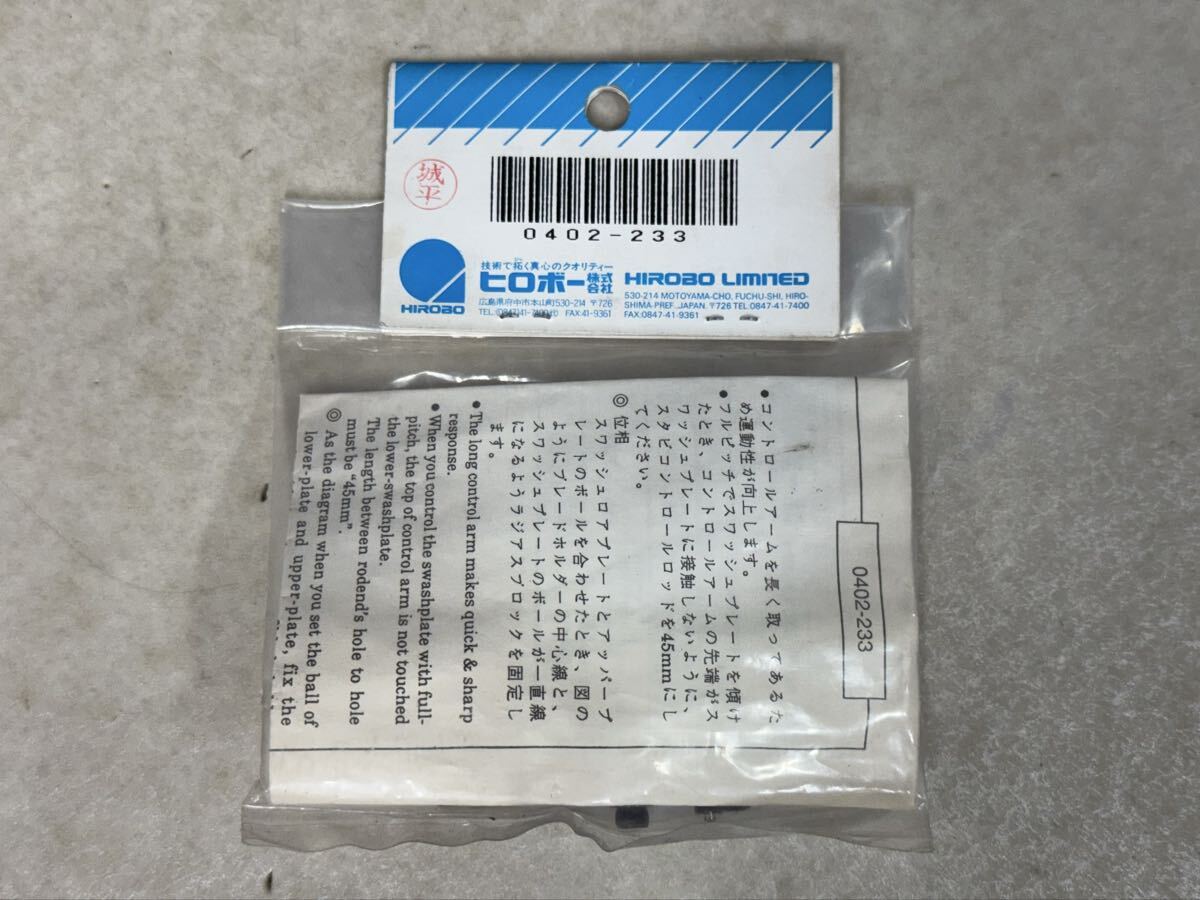 城
平
0402-233
技術で拓く真心のクオリティー
ヒロボー株式会社
HIROBO LIMITED
HIROBO
広島県府中市本山町530-214 〒726
TEL.(0847)41-7400㈹ FAX:41-9361
530-214 MOTOYAMA-CHO, FUCHU-SHI, HIRO-
SHIMA-PREF. JAPAN. 〒726 TEL:0847-41-7400
FAX:0847-41-9361
0402-233
●コントロールアームを長く取ってあるた
め運動性が向上します。
●フルピッチでスワッシュプレートを傾け
たとき、コントロールアームの先端がス
ワッシュプレートに接触しないように、
スタビコントロールロッドを45mmにし
てください。
◎位相
スワッシュロアプレートとアッパープ
レートのボールを合わせたとき、図の
ようにブレードホルダーの中心線と、
スワッシュプレートのボールが一直線
になるようラジアスブロックを固定し
ます。
●The long control arm makes quick & sharp
response.
●When you control the swashplate with full-
pitch, the top of control arm is not touched
the lower-swashplate.
The length between rodend's hole to hole
must be "45mm".
◎ As the diagram when you set the ball of
lower-plate and upper-plate, fix the